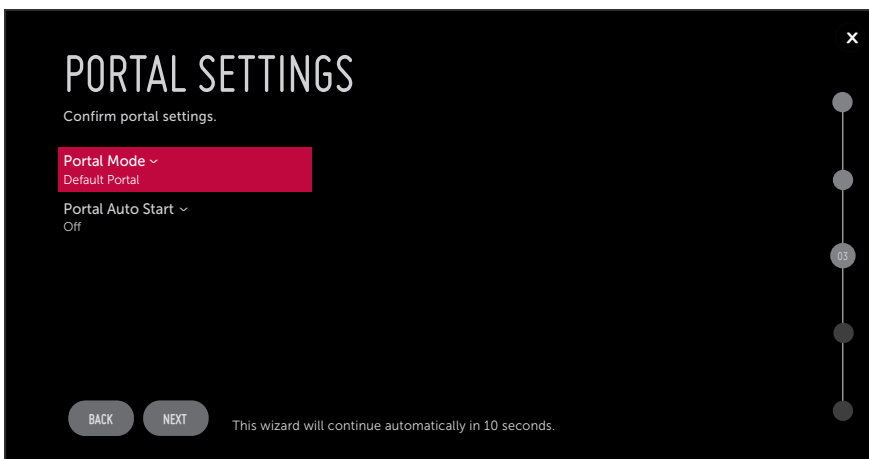 X
PORTAL SETTINGS
Confirm portal settings.
Portal Mode
Default Portal
Portal Auto Start
Off
03
BACK NEXT This wizard will continue automatically in 10 seconds.